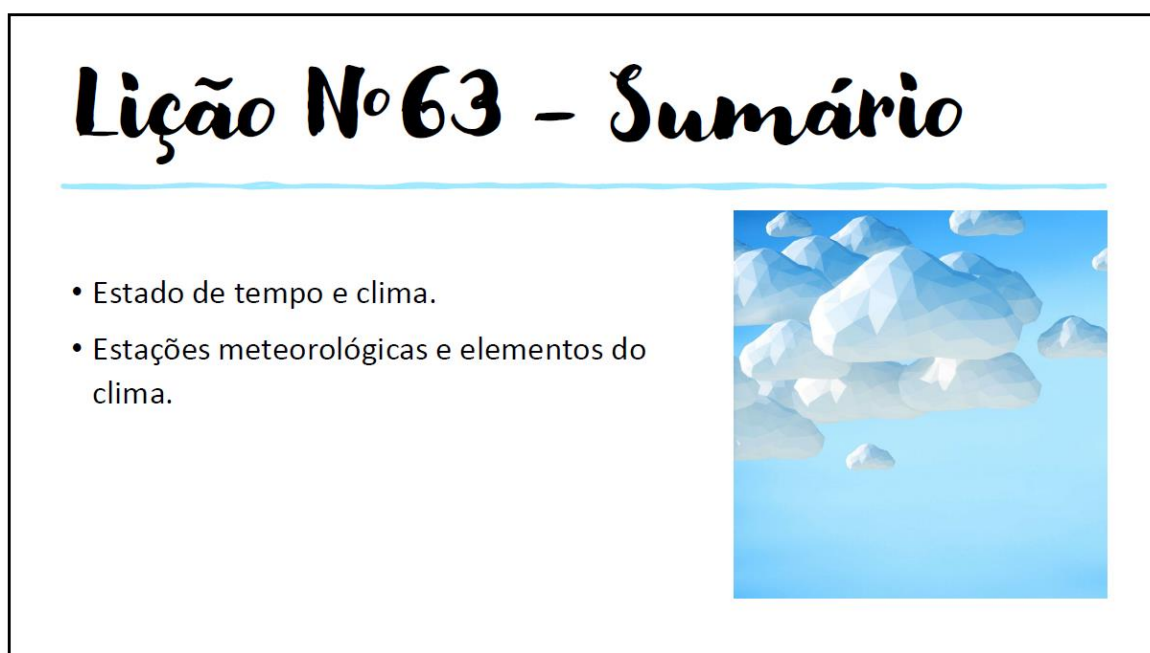 Lição Nº63 - Sumário
• Estado de tempo e clima.
• Estações meteorológicas e elementos do
clima.